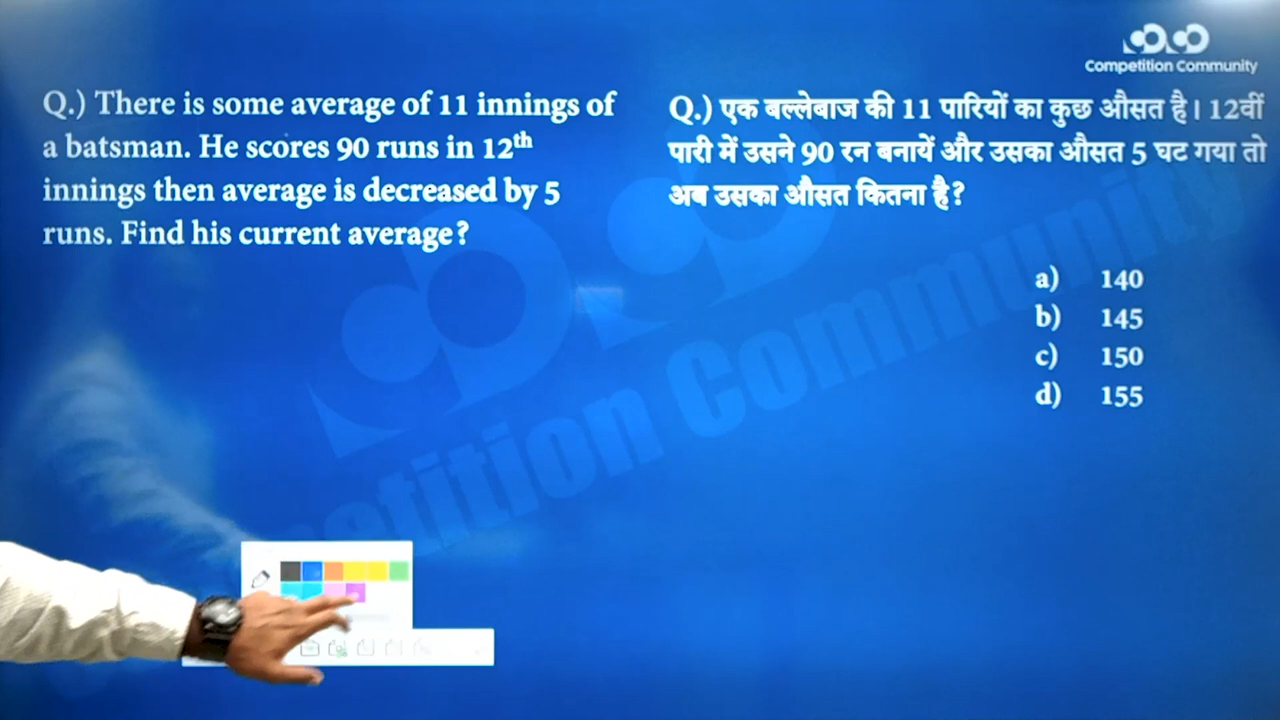 Competition Community
Q.) There is some average of 11 innings of
a batsman. He scores 90 runs in 12th
innings then average is decreased by 5
runs. Find his current average?
Q.) एक बल्लेबाज की 11 पारियों का कुछ औसत है। 12वीं
पारी में उसने 90 रन बनायें और उसका औसत 5 घट गया तो
अब उसका औसत कितना है?
a) 140
b) 145
c) 150
d) 155
etition Community